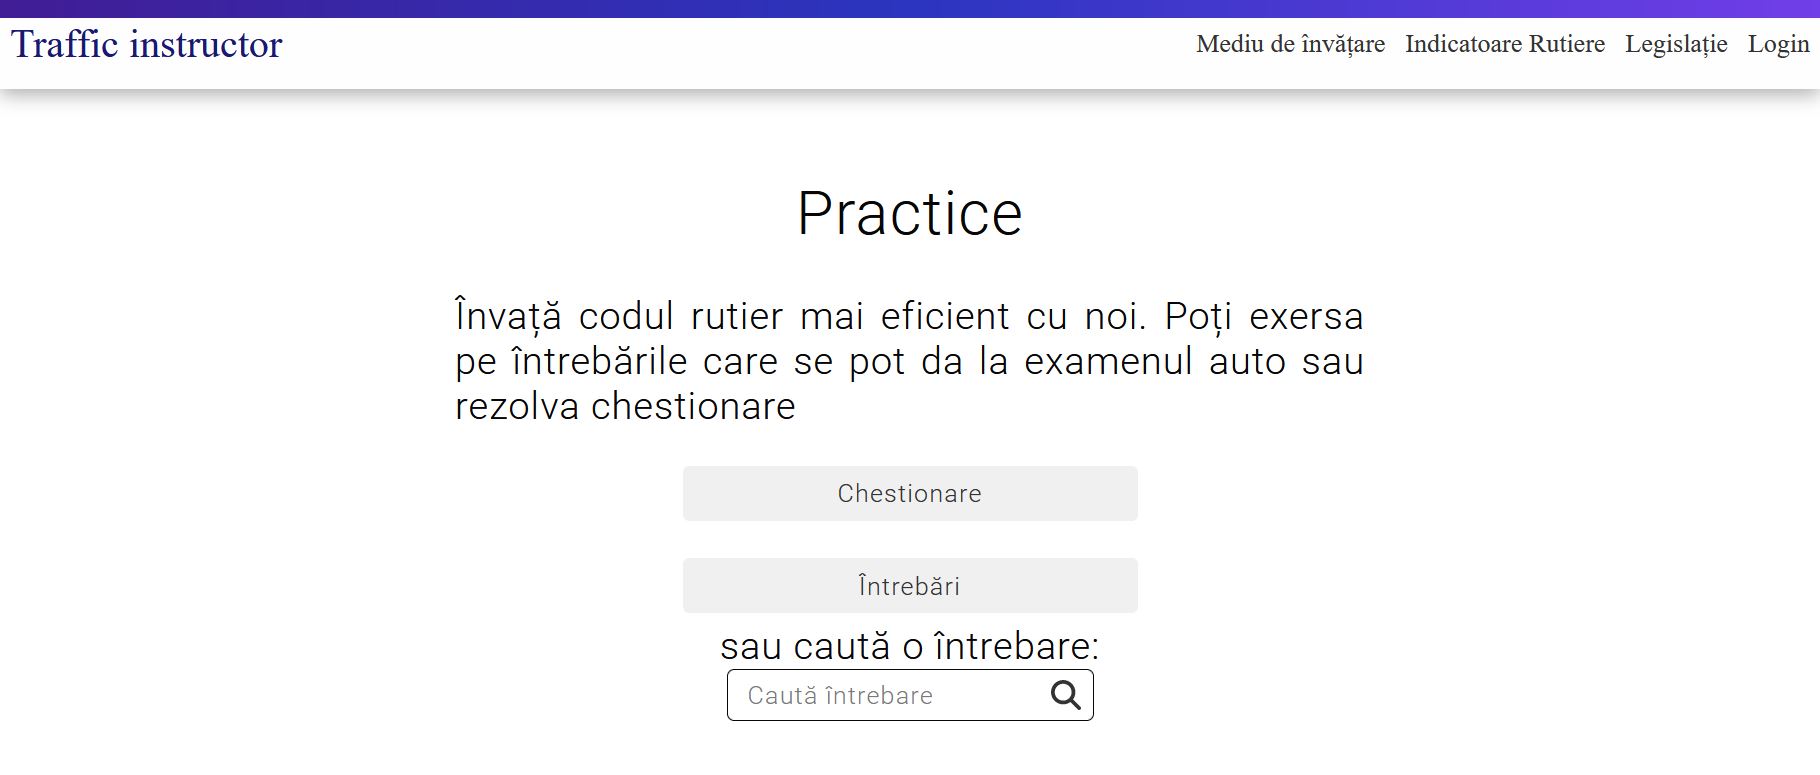 Traffic instructor
Mediu de învățare Indicatoare Rutiere Legislație Login
Practice
Învață codul rutier mai eficient cu noi. Poți exersa
pe întrebările care se pot da la examenul auto sau
rezolva chestionare
Chestionare
Întrebări
sau caută o întrebare:
Caută întrebare